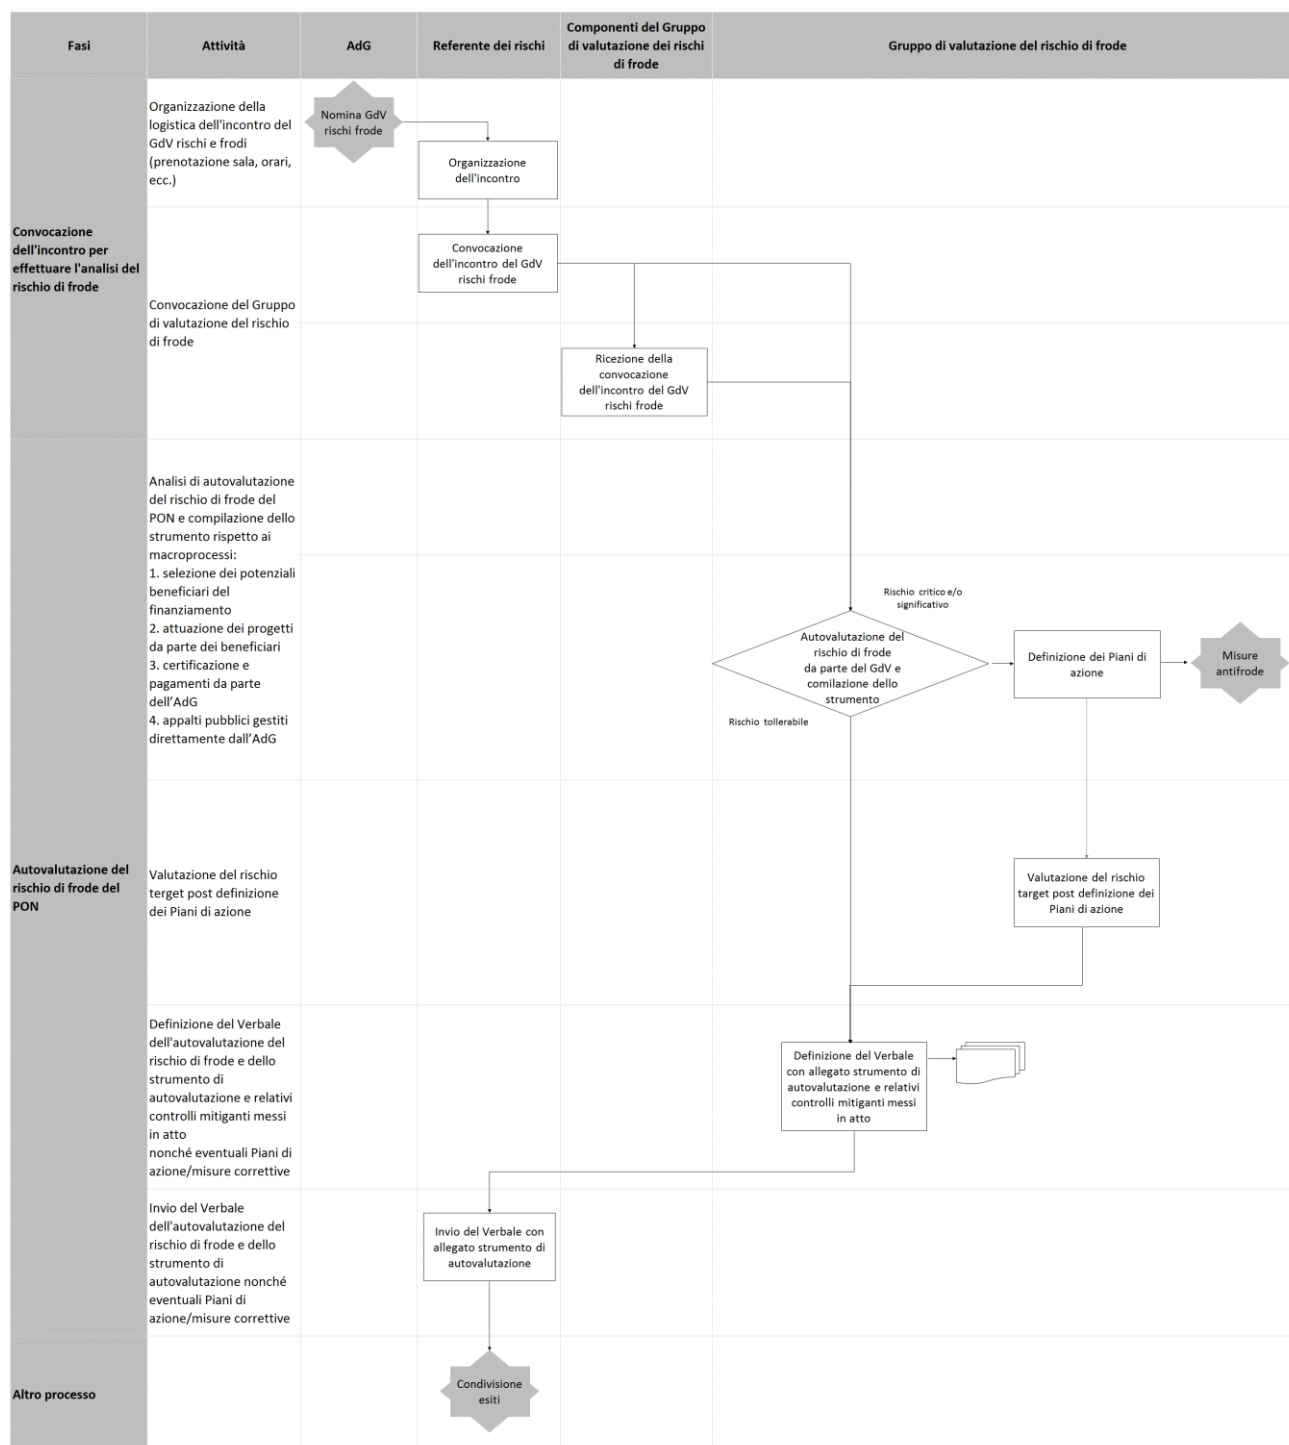 Fasi
Attività
AdG
Referente dei rischi
Componenti del Gruppo
di valutazione dei rischi
di frode
Gruppo di valutazione del rischio di frode
Convocazione
dell'incontro per
effettuare l'analisi del
rischio di frode
Organizzazione della
logistica dell'incontro del
GdV rischi e frodi
(prenotazione sala, orari,
ecc.)
Nomina GdV
rischi frode
Organizzazione
dell'incontro
Convocazione del Gruppo
di valutazione del rischio
di frode
Convocazione
dell'incontro del GdV
rischi frode
Ricezione della
convocazione
dell'incontro del GdV
rischi frode
Autovalutazione del
rischio di frode del
PON
Analisi di autovalutazione
del rischio di frode del
PON e compilazione dello
strumento rispetto ai
macroprocessi:
1. selezione dei potenziali
beneficiari del
finanziamento
2. attuazione dei progetti
da parte dei beneficiari
3. certificazione e
pagamenti da parte
dell’AdG
4. appalti pubblici gestiti
direttamente dall’AdG
Rischio critico e/o
significativo
Autovalutazione del
rischio di frode
da parte del GdV e
comilazione dello
strumento
Rischio tollerabile
Definizione dei Piani di
azione
Misure
antifrode
Valutazione del rischio
terget post definizione
dei Piani di azione
Valutazione del rischio
target post definizione dei
Piani di azione
Definizione del Verbale
dell'autovalutazione del
rischio di frode e dello
strumento di
autovalutazione e relativi
controlli mitiganti messi
in atto
nonché eventuali Piani di
azione/misure correttive
Definizione del Verbale
con allegato strumento di
autovalutazione e relativi
controlli mitiganti messi
in atto
Invio del Verbale
dell'autovalutazione del
rischio di frode e dello
strumento di
autovalutazione nonché
eventuali Piani di
azione/misure correttive
Invio del Verbale con
allegato strumento di
autovalutazione
Altro processo
Condivisione
esiti